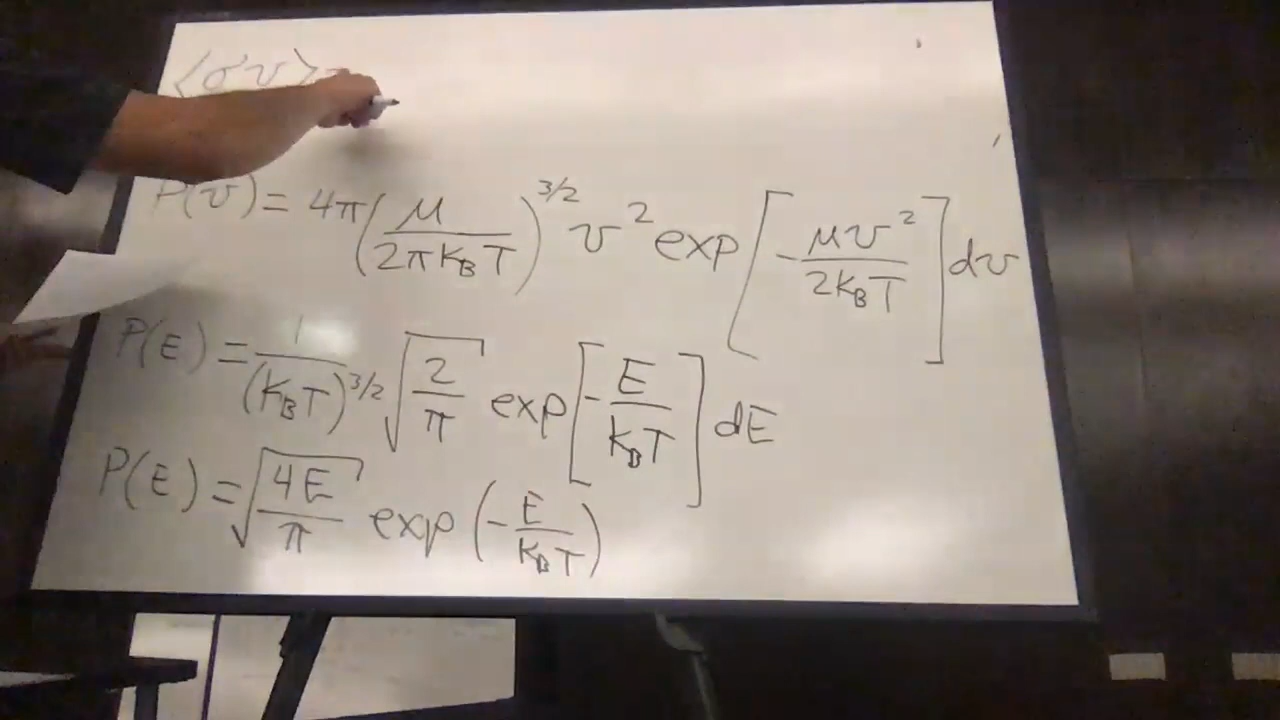 ⟨σv⟩
P(v) = 4π(μ/2πK_BT)^{3/2} v² exp[-μv²/2K_BT]dv
P(E) = 1/(K_BT)^{3/2} √(2/π) exp[-E/K_BT] dE
P(E) = √(4E/π) exp(-E/K_BT)